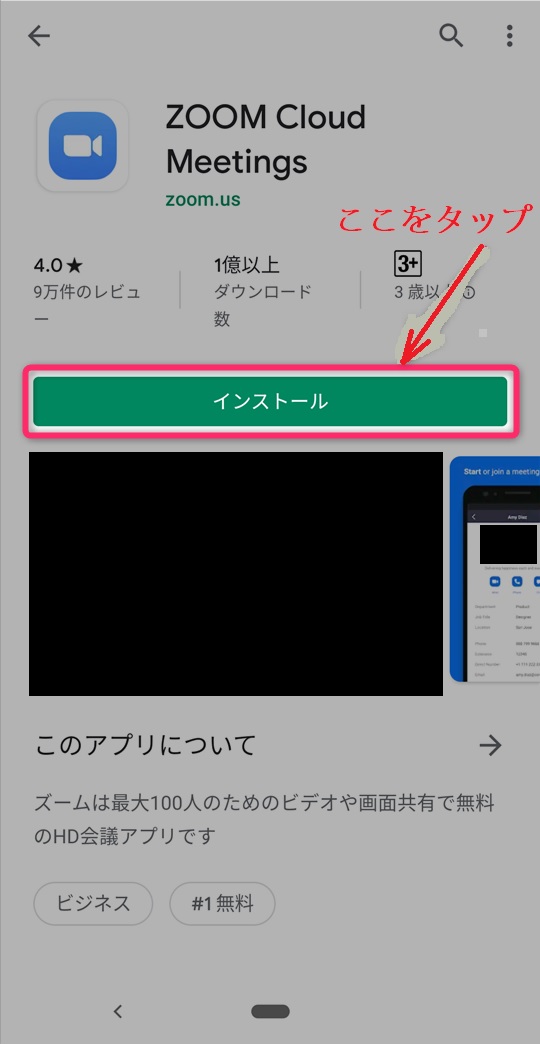 ZOOM Cloud
Meetings
zoom.us
ここをタップ
4.0★
9万件のレビュ
ー
1億以上
ダウンロード
数
3+
3 歳以
インストール
Start or join a meeting
Amy Diaz
このアプリについて
ズームは最大100人のためのビデオや画面共有で無料
のHD会議アプリです
ビジネス
#1 無料